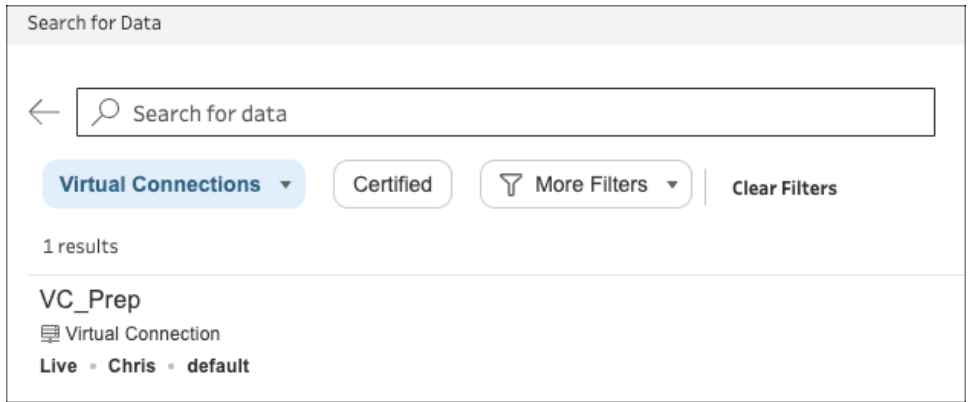 Search for Data
Search for data
Virtual Connections Certified More Filters Clear Filters
1 results
VC_Prep
Virtual Connection
Live • Chris • default